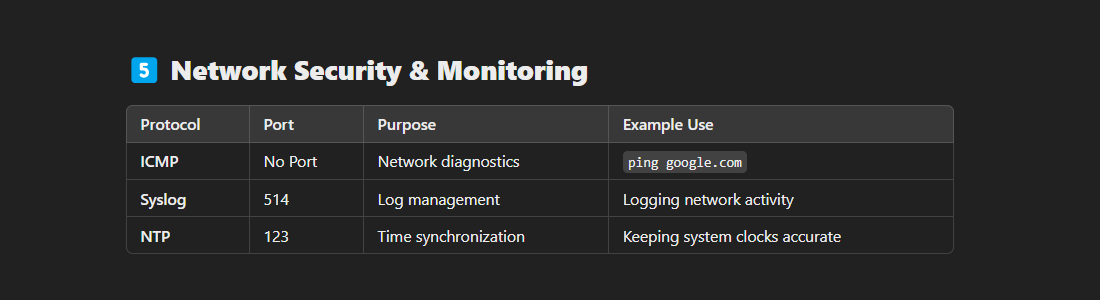 5 Network Security & Monitoring
Protocol Port Purpose Example Use
ICMP No Port Network diagnostics ping google.com
Syslog 514 Log management Logging network activity
NTP 123 Time synchronization Keeping system clocks accurate